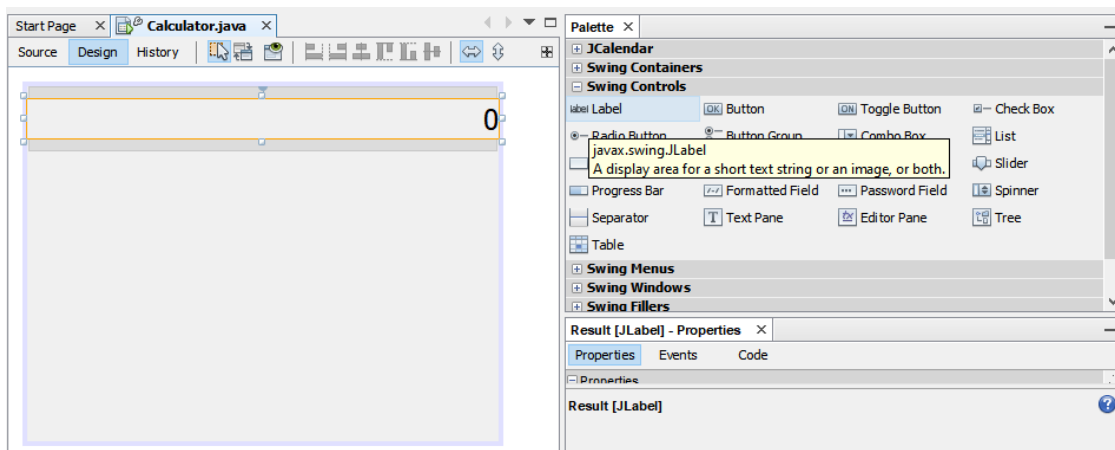 Start Page Calculator.java
Source Design History
0
Palette
JCalendar
Swing Containers
Swing Controls
label Label OK Button ON Toggle Button Check Box
Radio Button Button Group Combo Box List
javax.swing.JLabel
A display area for a short text string or an image, or both.
Slider
Progress Bar Formatted Field Password Field Spinner
Separator T Text Pane Editor Pane Tree
Table
Swing Menus
Swing Windows
Swing Fillers
Result [JLabel] - Properties
Properties Events Code
Properties
Result [JLabel]
?